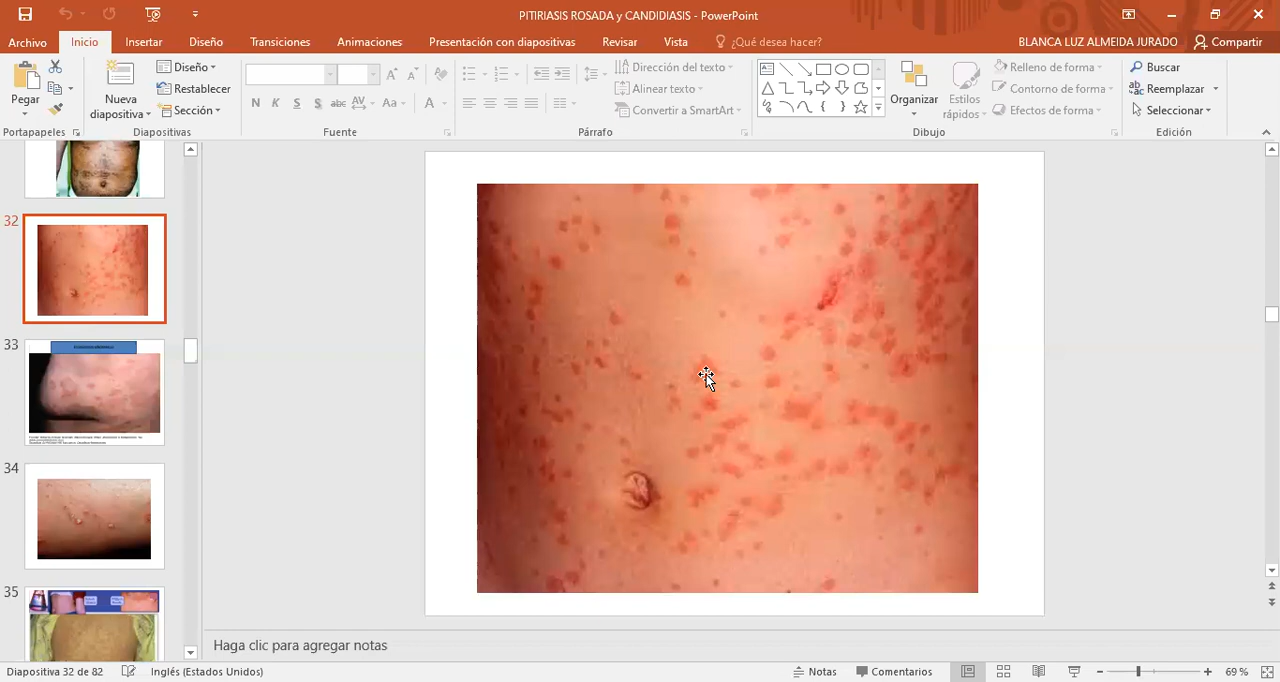 PITIRIASIS ROSADA y CANDIDIASIS - PowerPoint
Archivo
Inicio
Insertar
Diseño
Transiciones
Animaciones
Presentación con diapositivas
Revisar
Vista
¿Qué desea hacer?
BLANCA LUZ ALMEIDA JURADO
Compartir
Pegar
Portapapeles
Nueva
diapositiva
Diseño
Restablecer
Sección
Diapositivas
N K S S abc AV Aa A
Fuente
Dirección del texto
Alinear texto
Convertir a SmartArt
Párrafo
Organizar
Estilos
rápidos
Relleno de forma
Contorno de forma
Efectos de forma
Dibujo
Buscar
Reemplazar
Seleccionar
Edición
32
33
34
35
Haga clic para agregar notas
Diapositiva 32 de 82
Inglés (Estados Unidos)
Notas
Comentarios
69 %